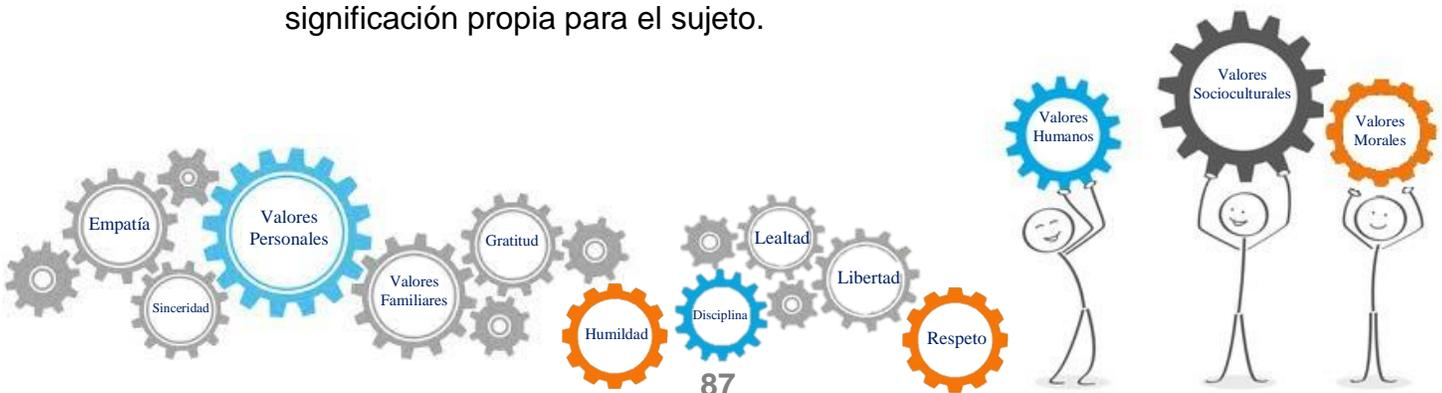 significación propia para el sujeto.
Empatía
Sinceridad
Valores
Personales
Valores
Familiares
Gratitud
Humildad
Disciplina
Lealtad
Libertad
Respeto
Valores
Humanos
Valores
Socioculturales
Valores
Morales
87